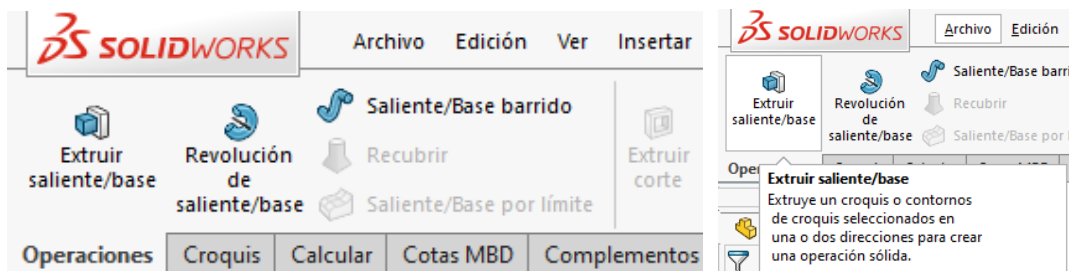 SOLIDWORKS Archivo Edición Ver Insertar
Extruir
saliente/base
Revolución
de
saliente/base
Saliente/Base barrido
Recubrir
Saliente/Base por límite
Extruir
corte
Operaciones Croquis Calcular Cotas MBD Complementos
SOLIDWORKS Archivo Edición
Extruir
saliente/base
Revolución
de
saliente/base
Recubrir
Saliente/Base por
Extruir saliente/base
Extruye un croquis o contornos
de croquis seleccionados en
una o dos direcciones para crear
una operación sólida.